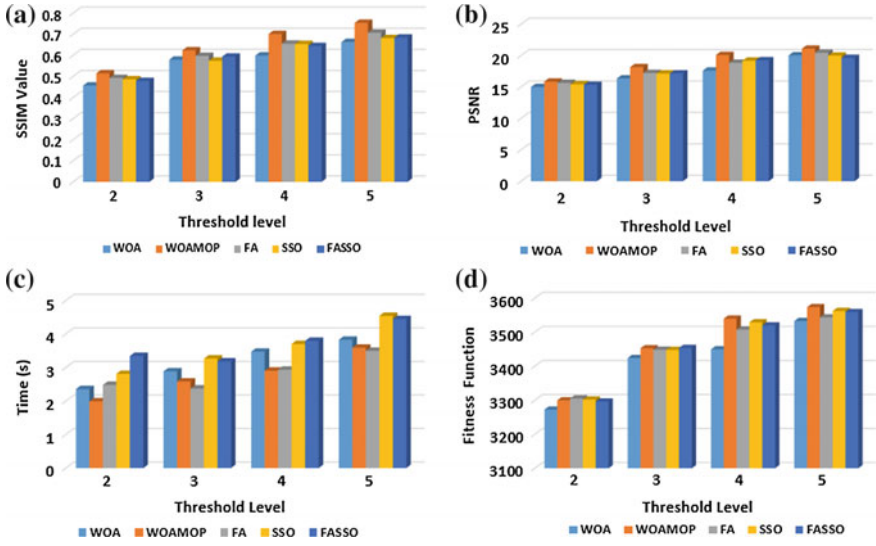 (a)
SSIM Value
0.8
0.7
0.6
0.5
0.4
0.3
0.2
0.1
0
2 3 4 5
Threshold level
WOA WOAMOP FA SSO FASSO
(b)
PSNR
25
20
15
10
5
0
2 3 4 5
Threshold Level
WOA WOAMOP FA SSO FASSO
(c)
Time (s)
5
4
3
2
1
0
2 3 4 5
Threshold Level
WOA WOAMOP FA SSO FASSO
(d)
Fitness Function
3600
3500
3400
3300
3200
3100
2 3 4 5
Threshold Level
WOA WOAMOP FA SSO FASSO